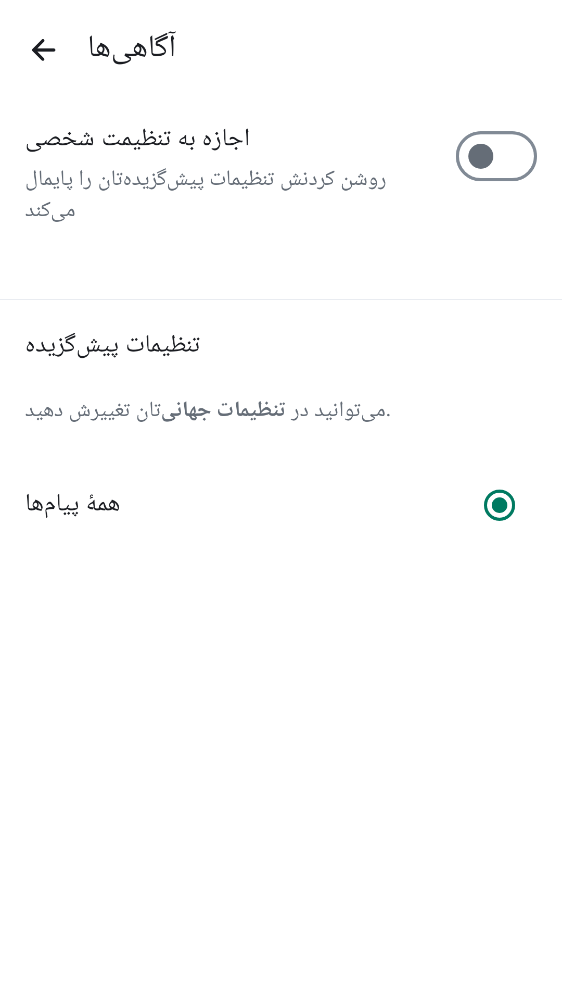 آگاهی‌ها
اجازه به تنظیمت شخصی
روشن کردنش تنظیمات پیش‌گزیده‌تان را پایمال
می‌کند
تنظیمات پیش‌گزیده
می‌توانید در تنظیمات جهانی‌تان تغییرش دهید.
همهٔ پیام‌ها